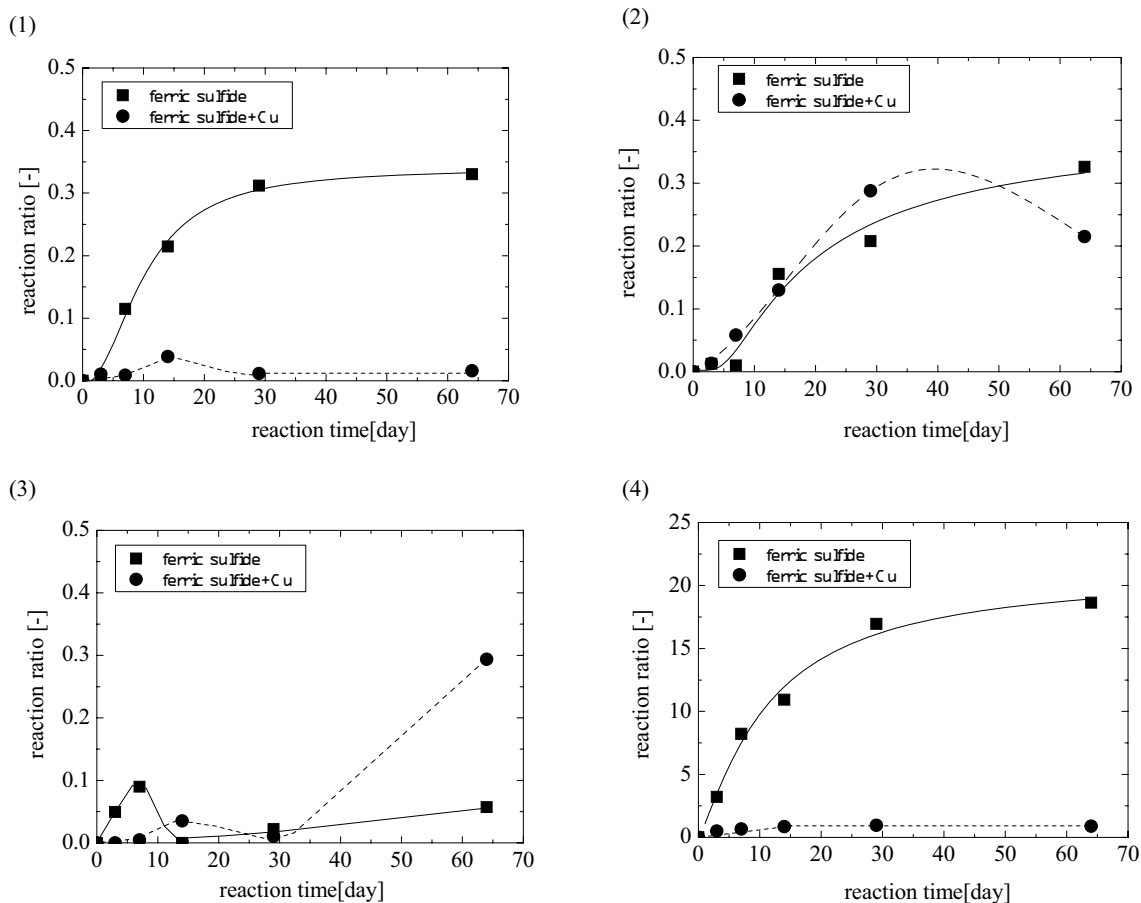 (1)
0.5
0.4
0.3
0.2
0.1
0.0
reaction ratio [-]
ferric sulfide
ferric sulfide+Cu
0 10 20 30 40 50 60 70
reaction time[day]
(2)
0.5
0.4
0.3
0.2
0.1
0.0
reaction ratio [-]
ferric sulfide
ferric sulfide+Cu
0 10 20 30 40 50 60 70
reaction time[day]
(3)
0.5
0.4
0.3
0.2
0.1
0.0
reaction ratio [-]
ferric sulfide
ferric sulfide+Cu
0 10 20 30 40 50 60 70
reaction time[day]
(4)
25
20
15
10
5
0
reaction ratio [-]
ferric sulfide
ferric sulfide+Cu
0 10 20 30 40 50 60 70
reaction time[day]